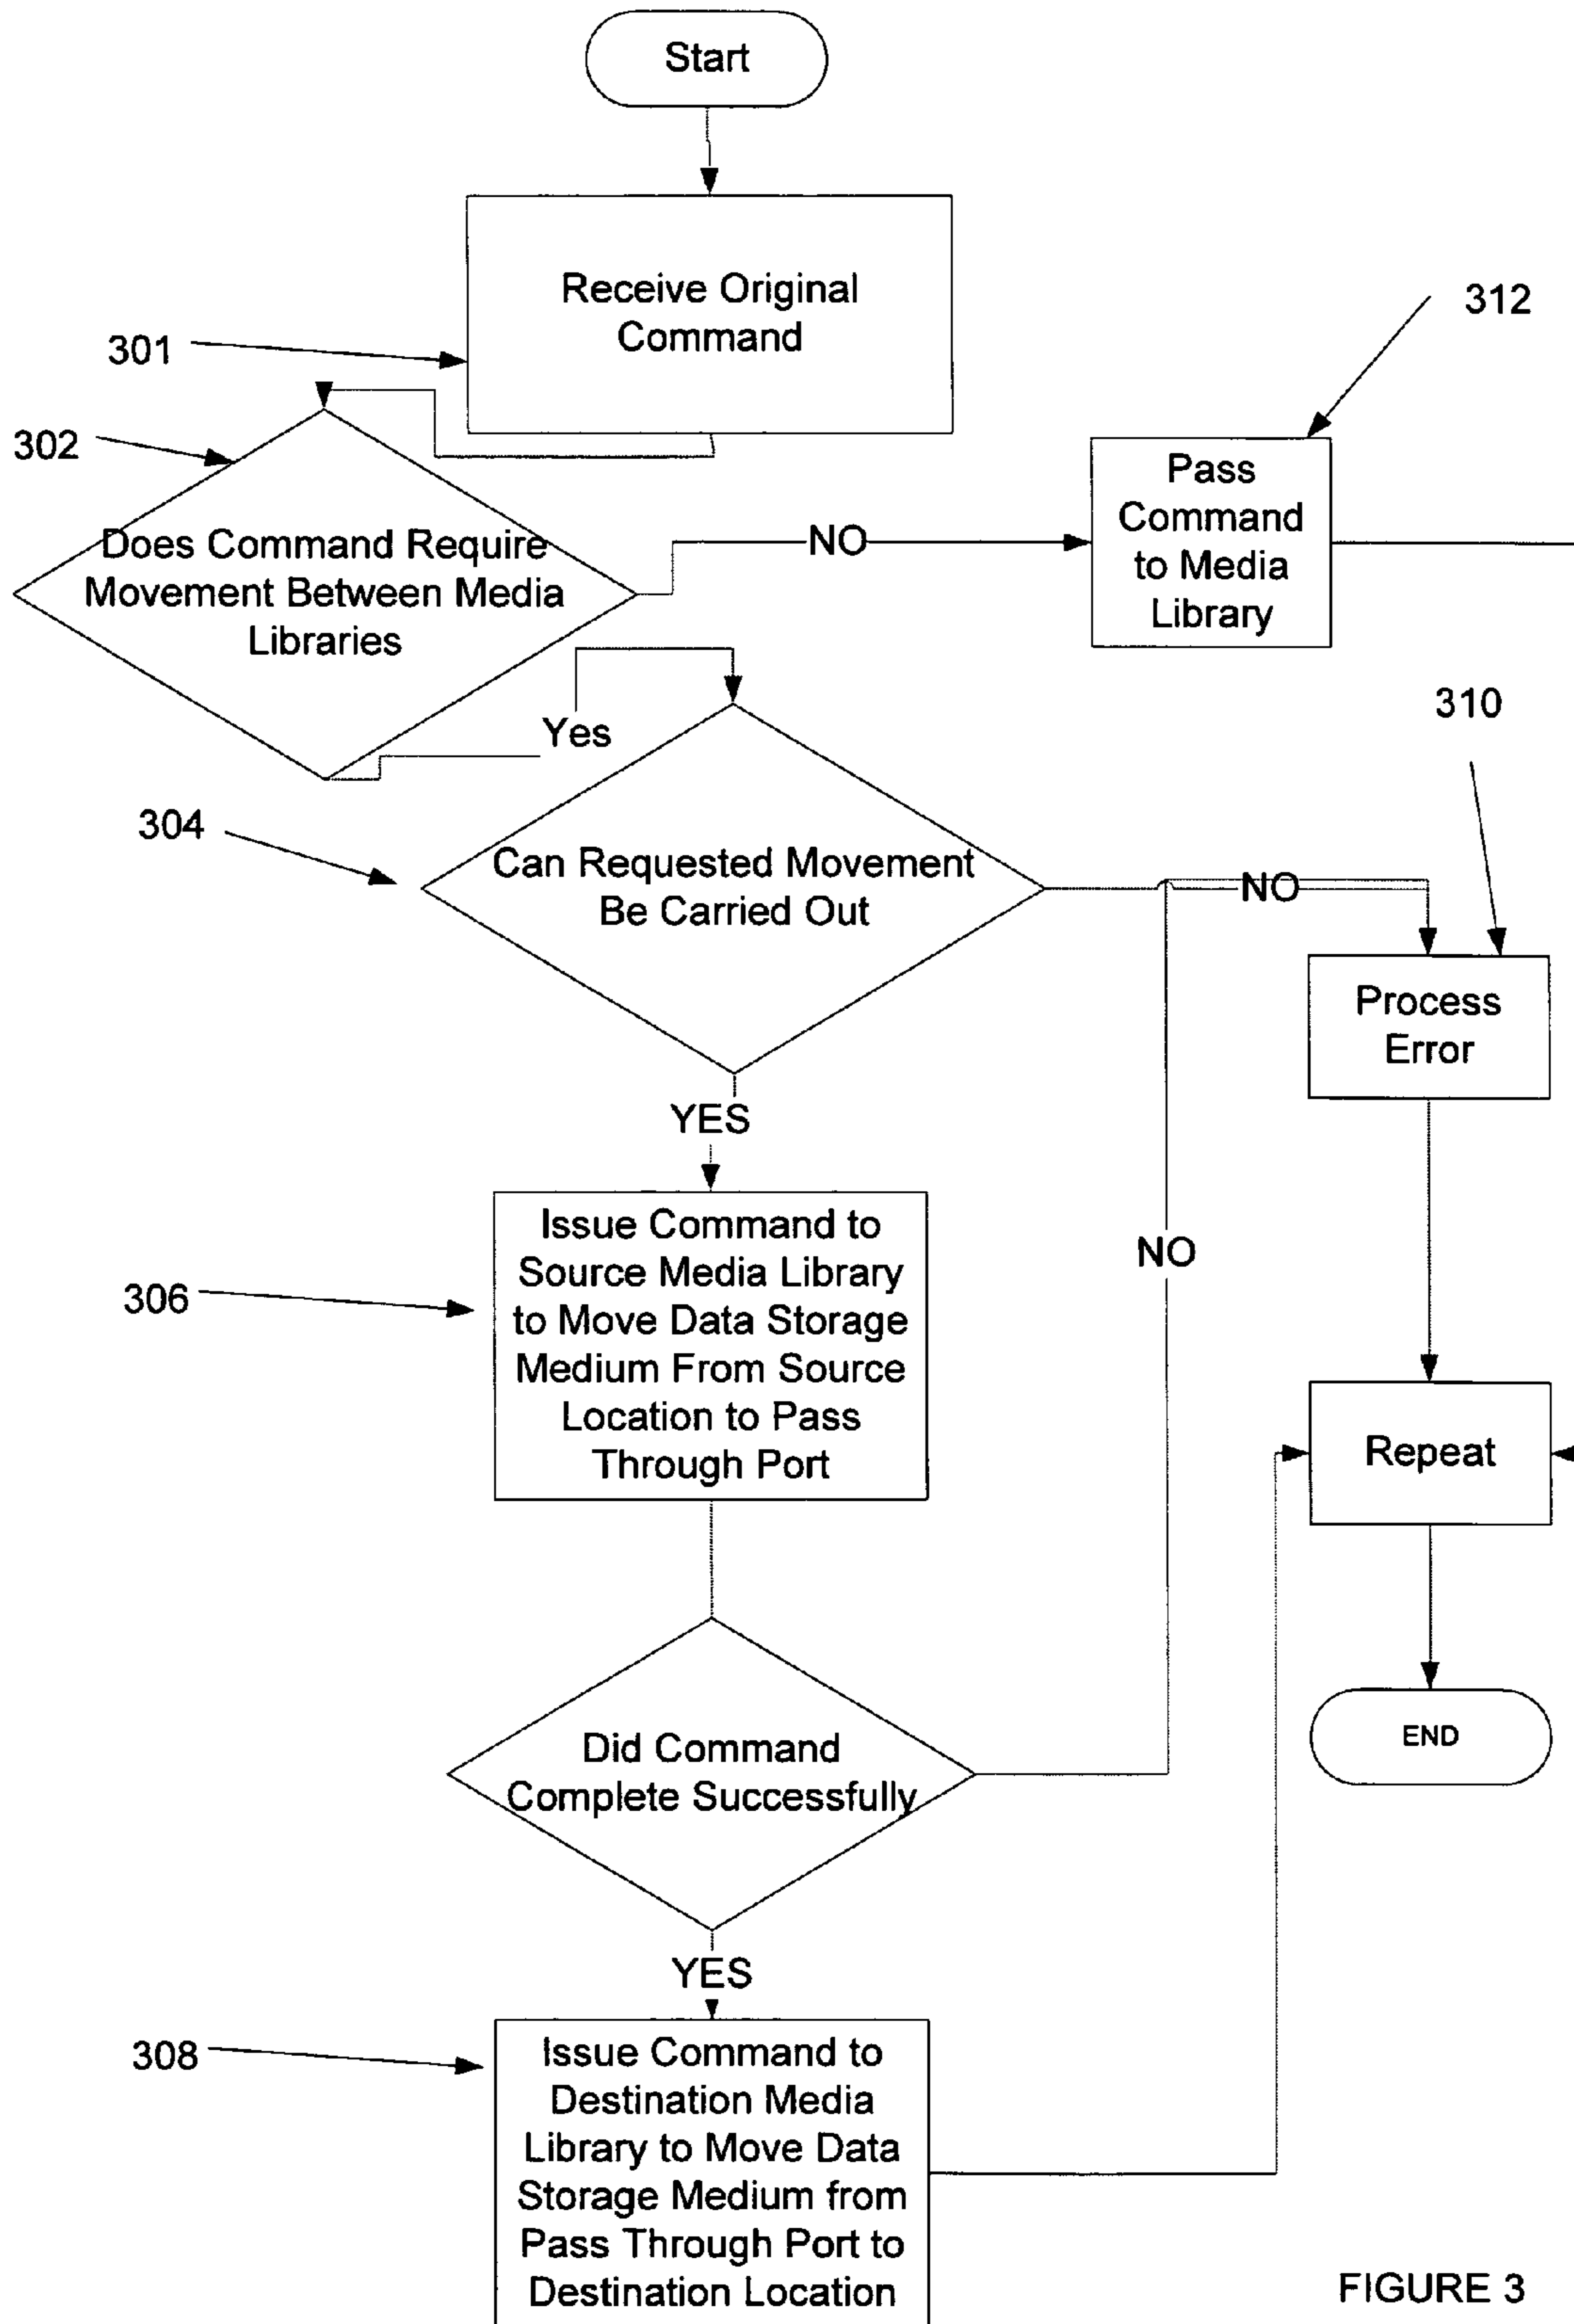 Start
Receive Original
Command
301
312
302
Pass
Command
to Media
Library
Does Command Require
Movement Between Media
Libraries
NO
Yes
310
304
Can Requested Movement
Be Carried Out
NO
Process
Error
YES
Issue Command to
Source Media Library
to Move Data Storage
Medium From Source
Location to Pass
Through Port
306
NO
Repeat
Did Command
Complete Successfully
END
YES
308
Issue Command to
Destination Media
Library to Move Data
Storage Medium from
Pass Through Port to
Destination Location
FIGURE 3